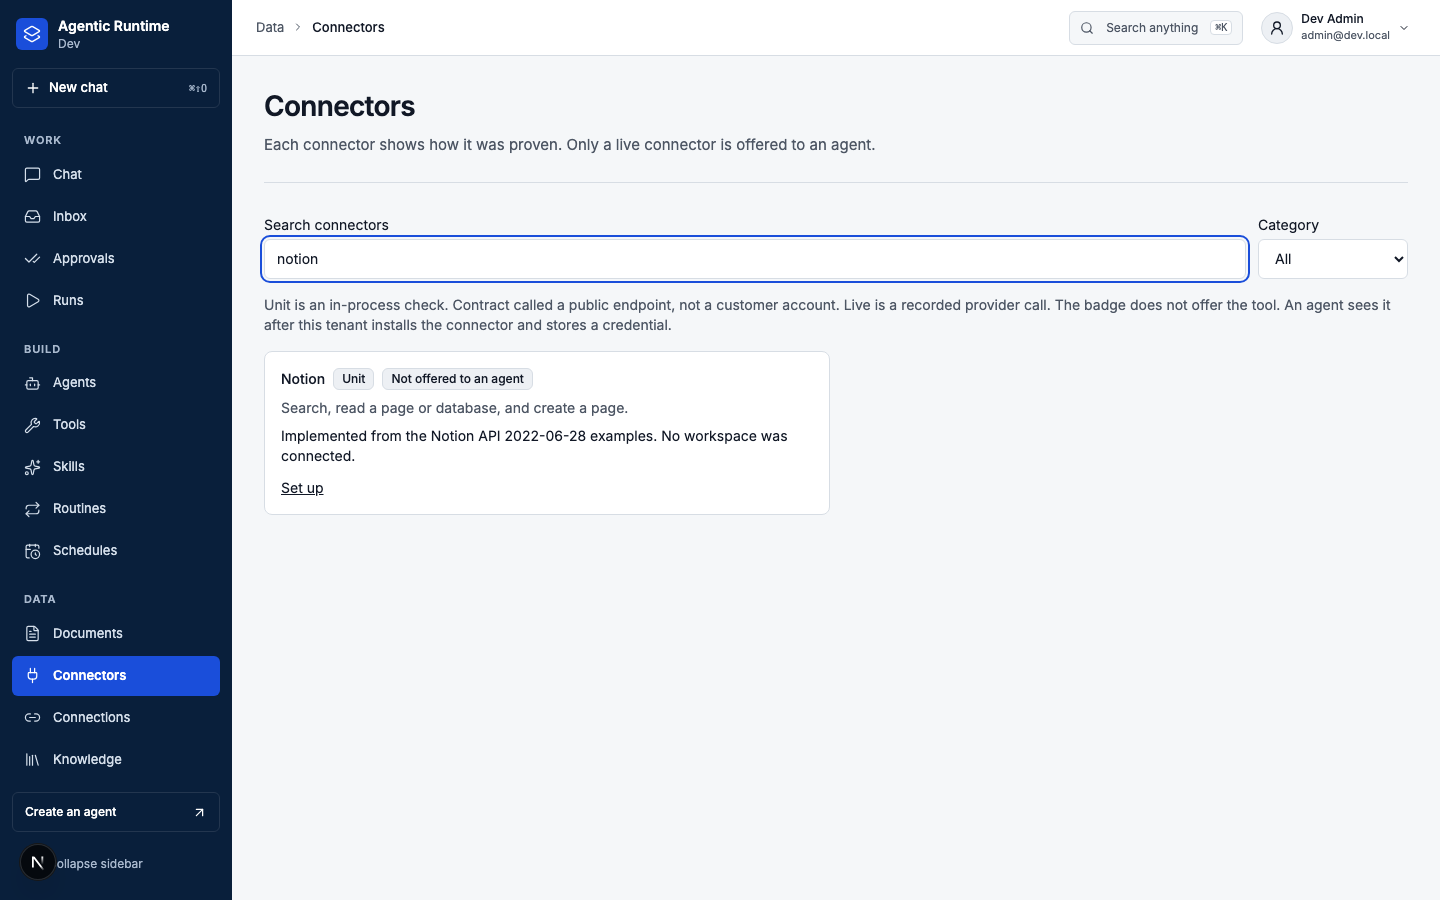 Agentic Runtime
Dev
New chat
⌘⇧O
WORK
Chat
Inbox
Approvals
Runs
BUILD
Agents
Tools
Skills
Routines
Schedules
DATA
Documents
Connectors
Connections
Knowledge
Create an agent
N
ollapse sidebar
Data
Connectors
Search anything
⌘K
Dev Admin
admin@dev.local
Connectors
Each connector shows how it was proven. Only a live connector is offered to an agent.
Search connectors
notion
Category
All
Unit is an in-process check. Contract called a public endpoint, not a customer account. Live is a recorded provider call. The badge does not offer the tool. An agent sees it
after this tenant installs the connector and stores a credential.
Notion
Unit
Not offered to an agent
Search, read a page or database, and create a page.
Implemented from the Notion API 2022-06-28 examples. No workspace was
connected.
Set up